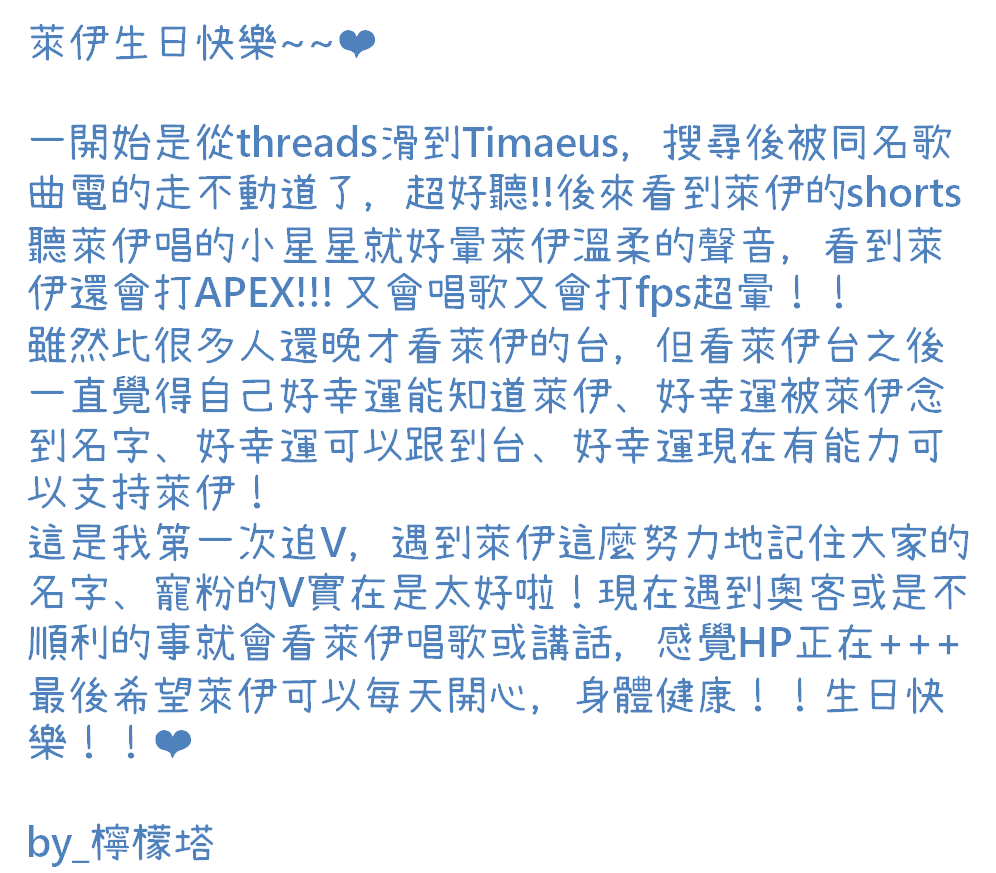 萊伊生日快樂~~❤
一開始是從threads滑到Timaeus，搜尋後被同名歌
曲電的走不動道了，超好聽!!後來看到萊伊的shorts
聽萊伊唱的小星星就好暈萊伊溫柔的聲音，看到萊
伊還會打APEX!!! 又會唱歌又會打fps超暈！！
雖然比很多人還晚才看萊伊的台，但看萊伊台之後
一直覺得自己好幸運能知道萊伊、好幸運被萊伊念
到名字、好幸運可以跟到台、好幸運現在有能力可
以支持萊伊！
這是我第一次追V，遇到萊伊這麼努力地記住大家的
名字、寵粉的V實在是太好啦！現在遇到奧客或是不
順利的事就會看萊伊唱歌或講話，感覺HP正在+++
最後希望萊伊可以每天開心，身體健康！！生日快
樂！！❤
by_檸檬塔